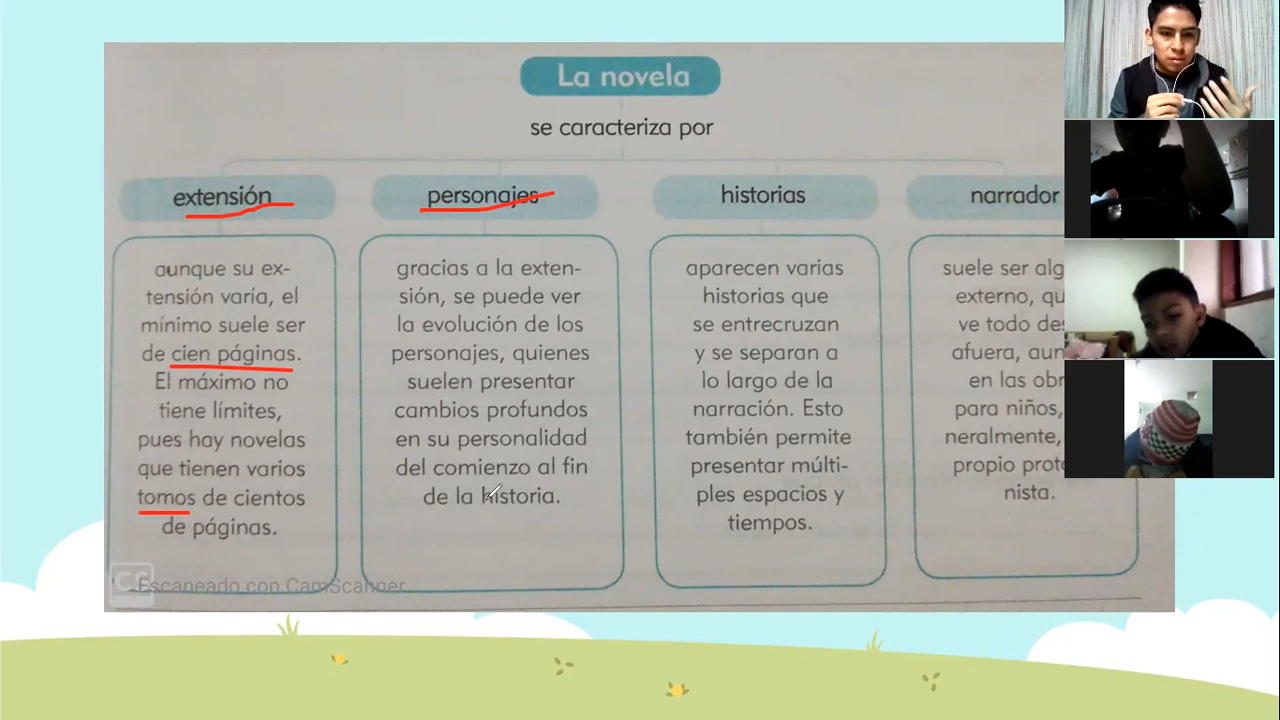 La novela
se caracteriza por
extensión
aunque su ex-
tensión varía, el
mínimo suele ser
de cien páginas.
El máximo no
tiene límites,
pues hay novelas
que tienen varios
tomos de cientos
de páginas.
personajes
gracias a la exten-
sión, se puede ver
la evolución de los
personajes, quienes
suelen presentar
cambios profundos
en su personalidad
del comienzo al fin
de la historia.
historias
aparecen varias
historias que
se entrecruzan
y se separan a
lo largo de la
narración. Esto
también permite
presentar múlti-
ples espacios y
tiempos.
narrador
suele ser
externo,
ve todo
afuera,
en las
para niños,
neralmente,
propio
nista.
CC
Escaneado con CamScanner